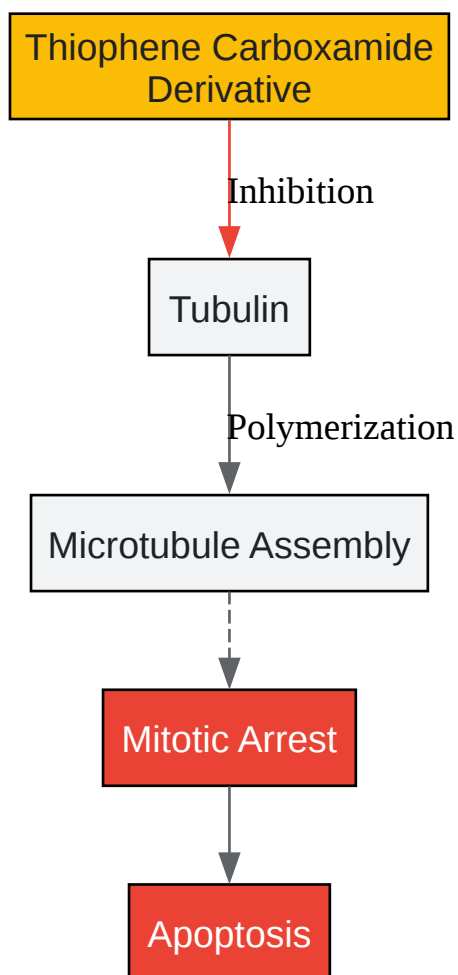 Thiophene Carboxamide
Derivative
Inhibition
Tubulin
Polymerization
Microtubule Assembly
Mitotic Arrest
Apoptosis